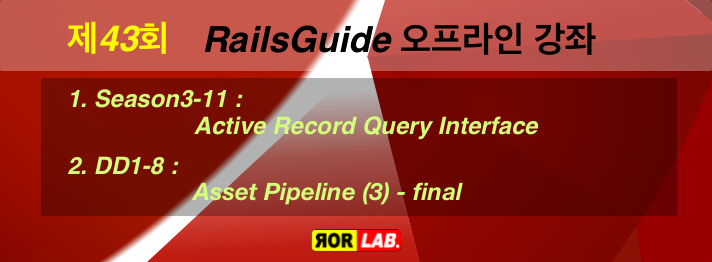 제43회 RailsGuide 오프라인 강좌
1. Season3-11 :
Active Record Query Interface
2. DD1-8 :
Asset Pipeline (3) - final
ЯOR LAB.